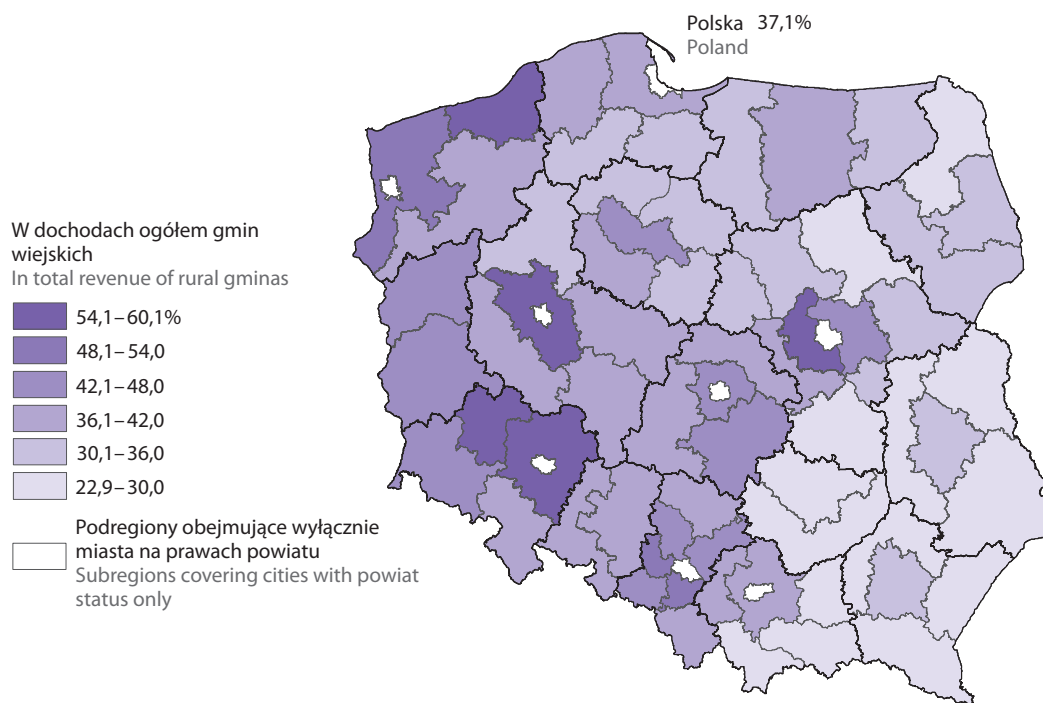 Polska 37,1%
Poland
W dochodach ogółem gmin
wiejskich
In total revenue of rural gminas
54,1–60,1%
48,1–54,0
42,1–48,0
36,1–42,0
30,1–36,0
22,9–30,0
Podregiony obejmujące wyłącznie
miasta na prawach powiatu
Subregions covering cities with powiat
status only